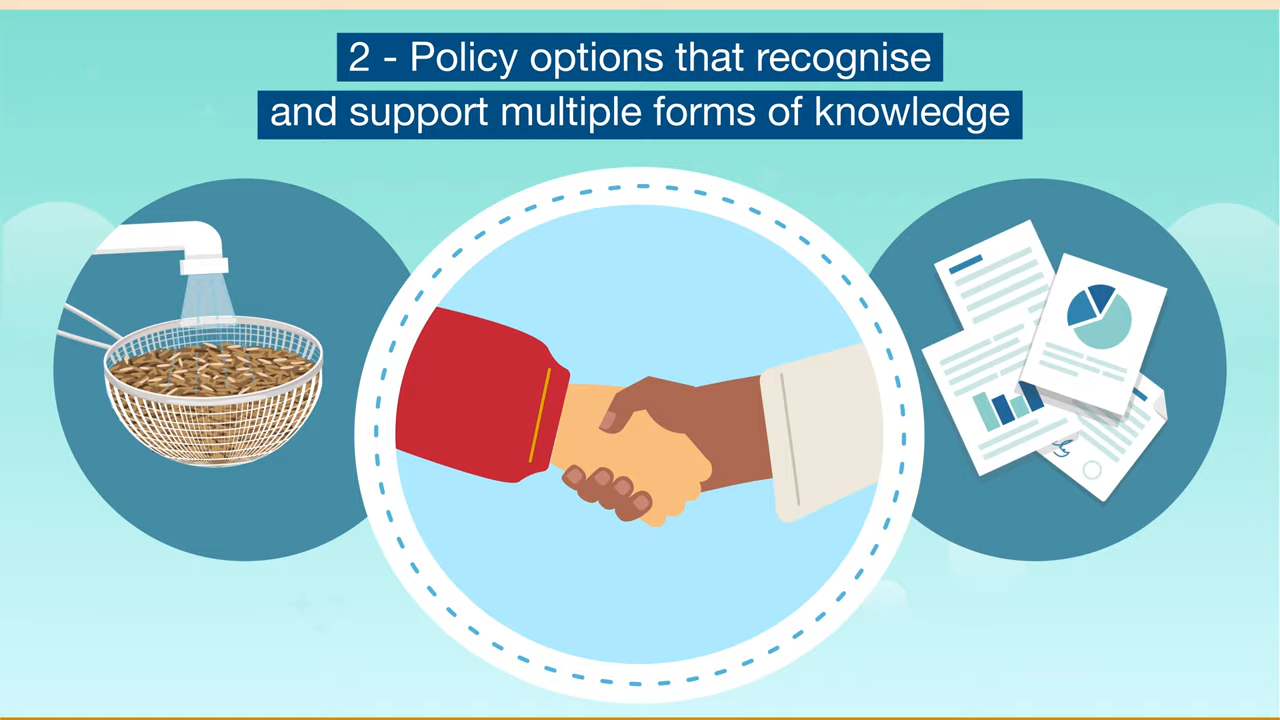 2 - Policy options that recognise
and support multiple forms of knowledge